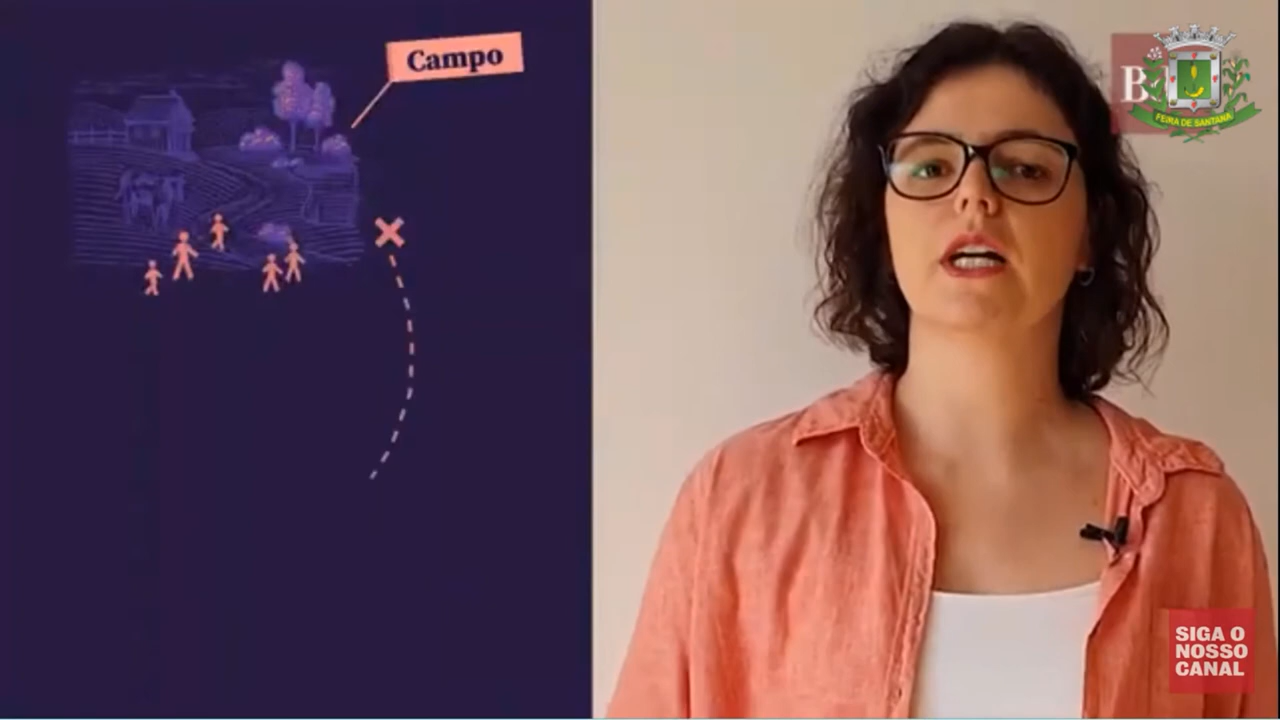 Campo
B
FEIRA DE SANTANA
SIGA O
NOSSO
CANAL